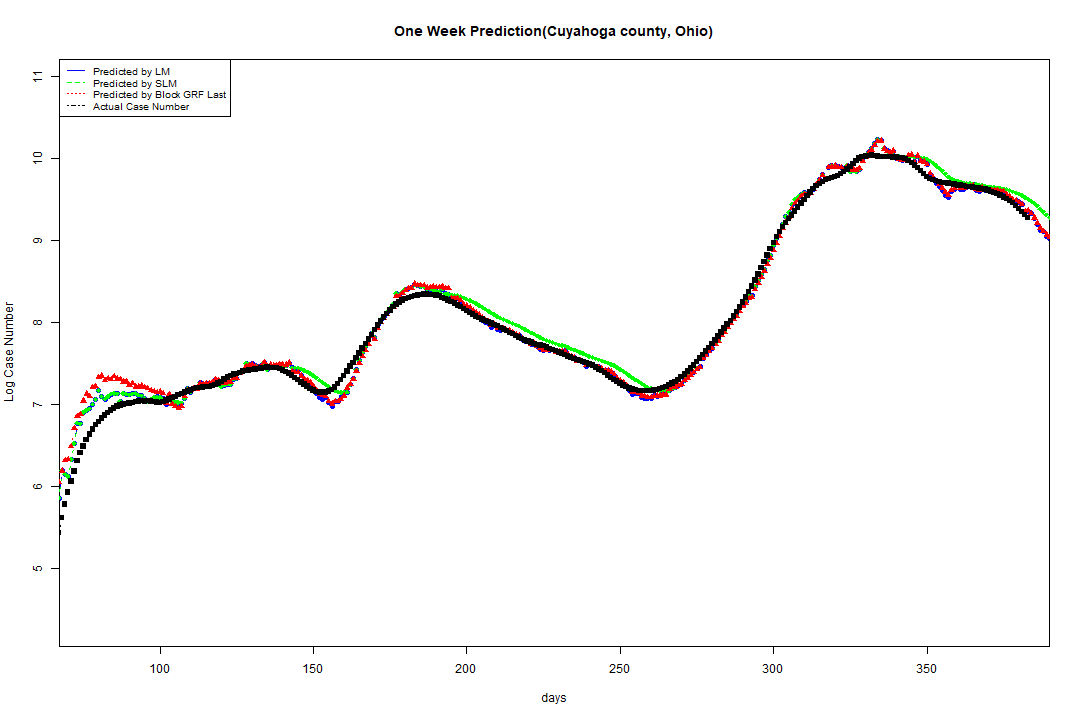 One Week Prediction(Cuyahoga county, Ohio)
Predicted by LM
Predicted by SLM
Predicted by Block GRF Last
Actual Case Number
11
10
9
8
7
6
5
Log Case Number
100 150 200 250 300 350
days